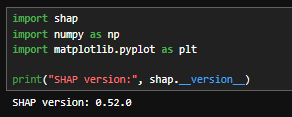 import shap
import numpy as np
import matplotlib.pyplot as plt
print("SHAP version:", shap.__version__)
SHAP version: 0.52.0